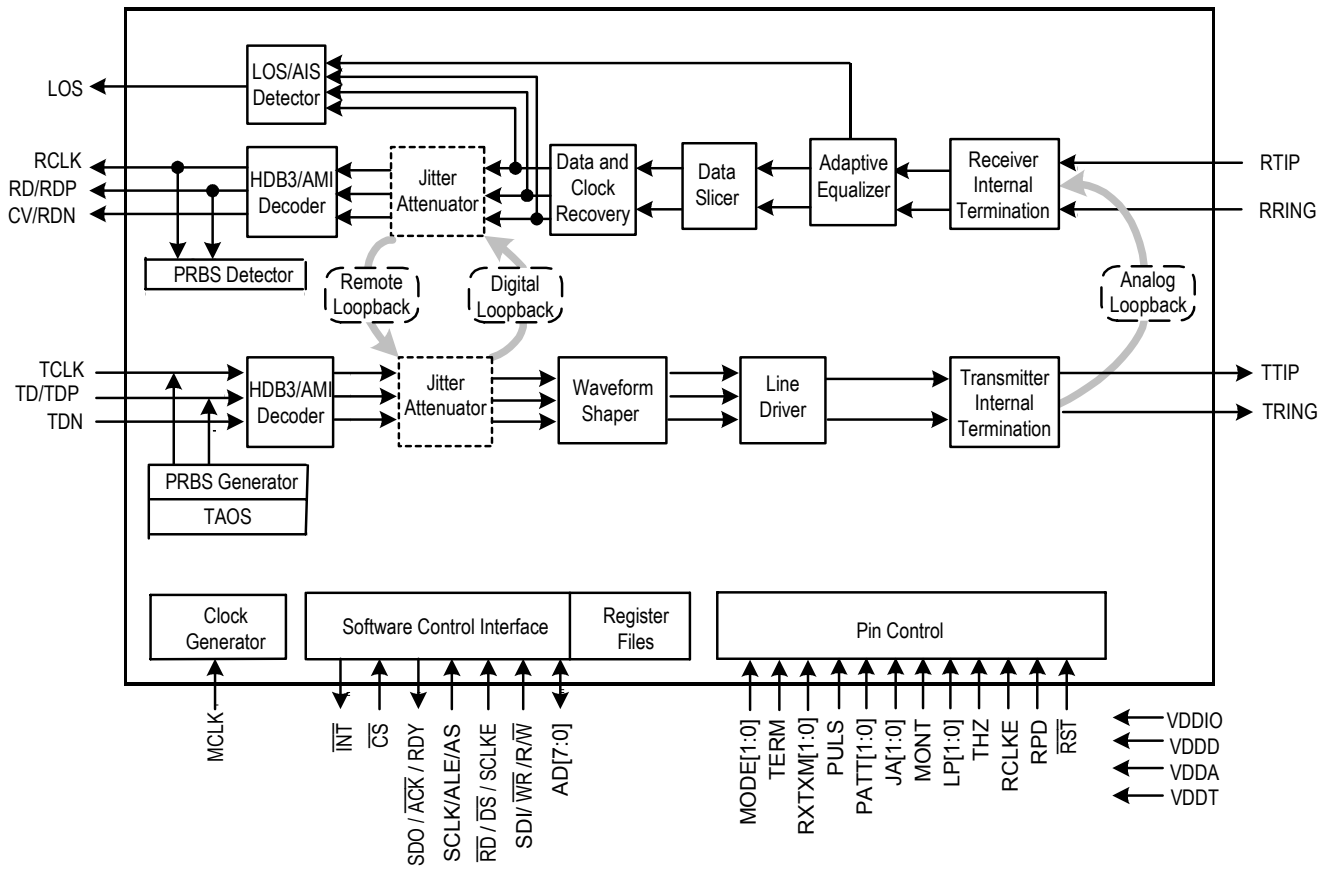 LOS/AIS
Detector
LOS
RCLK
RD/RDP
CV/RDN
HDB3/AMI
Decoder
Jitter
Attenuator
Data and
Clock
Recovery
Data
Slicer
Adaptive
Equalizer
Receiver
Internal
Termination
RTIP
RRING
PRBS Detector
Remote
Loopback
Digital
Loopback
Analog
Loopback
TCLK
TD/TDP
TDN
HDB3/AMI
Decoder
Jitter
Attenuator
Waveform
Shaper
Line
Driver
Transmitter
Internal
Termination
TTIP
TRING
PRBS Generator
TAOS
Clock
Generator
Software Control Interface
Register
Files
Pin Control
MCLK
INT
CS
SDO / ACK / RDY
SCLK/ALE/AS
RD / DS / SCLKE
SDI/ WR /R/W
AD[7:0]
MODE[1:0]
TERM
RXTXM[1:0]
PULS
PATT[1:0]
JA[1:0]
MONT
LP[1:0]
THZ
RCLKE
RPD
RST
VDDIO
VDDD
VDDA
VDDT